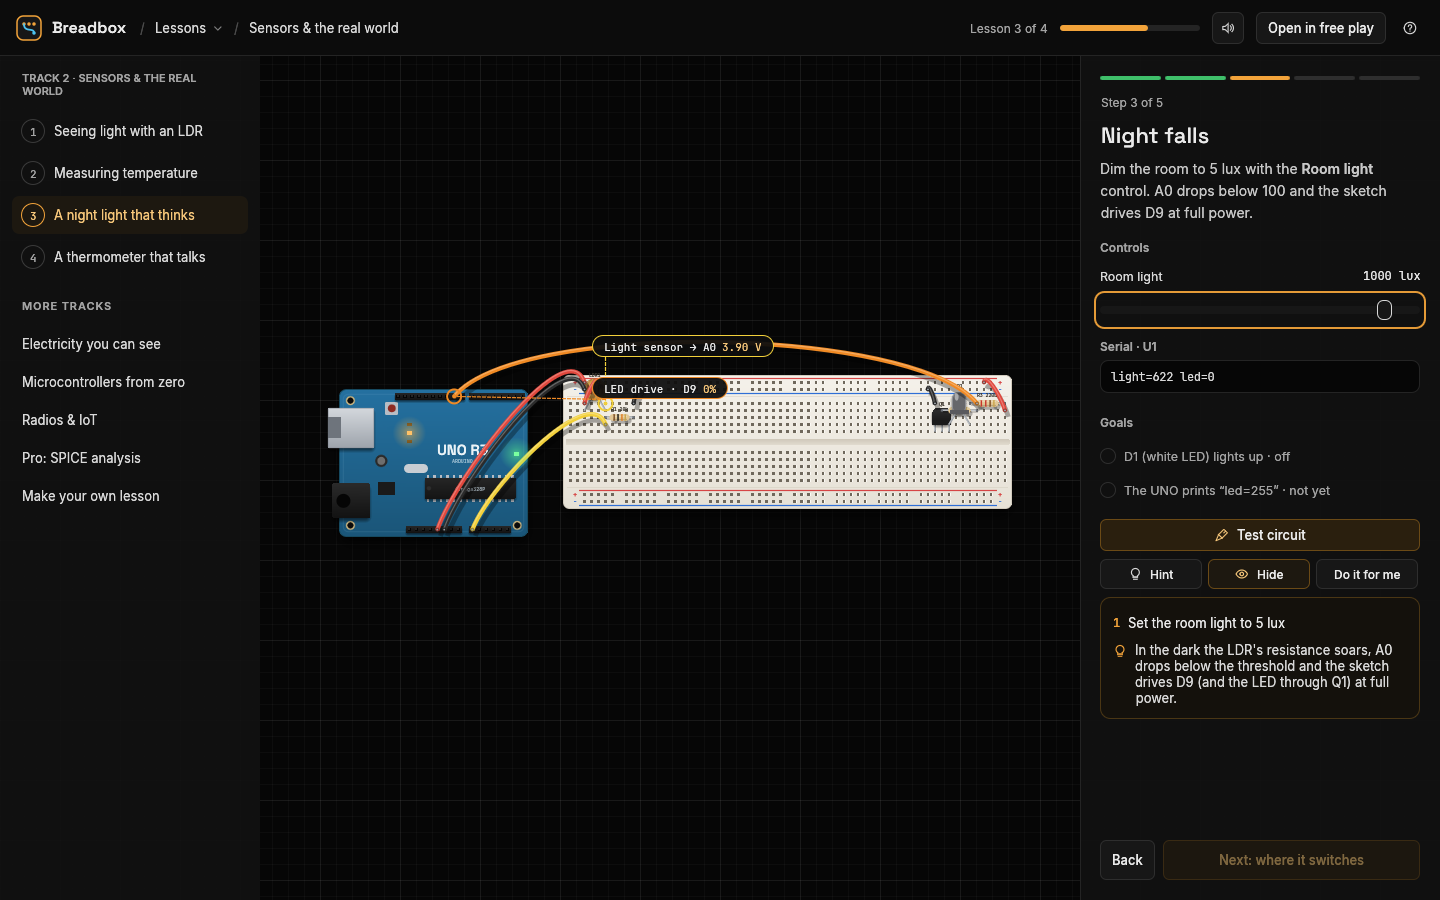 Breadbox / Lessons / Sensors & the real world
Lesson 3 of 4
Open in free play
TRACK 2 · SENSORS & THE REAL
WORLD
1 Seeing light with an LDR
2 Measuring temperature
3 A night light that thinks
4 A thermometer that talks
MORE TRACKS
Electricity you can see
Microcontrollers from zero
Radios & IoT
Pro: SPICE analysis
Make your own lesson
Light sensor → A0 3.90 V
LED drive · D9 0%
UNO R3
ARDUINO
Step 3 of 5
Night falls
Dim the room to 5 lux with the Room light
control. A0 drops below 100 and the sketch
drives D9 at full power.
Controls
Room light 1000 lux
Serial · U1
light=622 led=0
Goals
D1 (white LED) lights up · off
The UNO prints “led=255” · not yet
Test circuit
Hint
Hide
Do it for me
1 Set the room light to 5 lux
In the dark the LDR's resistance soars, A0
drops below the threshold and the sketch
drives D9 (and the LED through Q1) at full
power.
Back
Next: where it switches